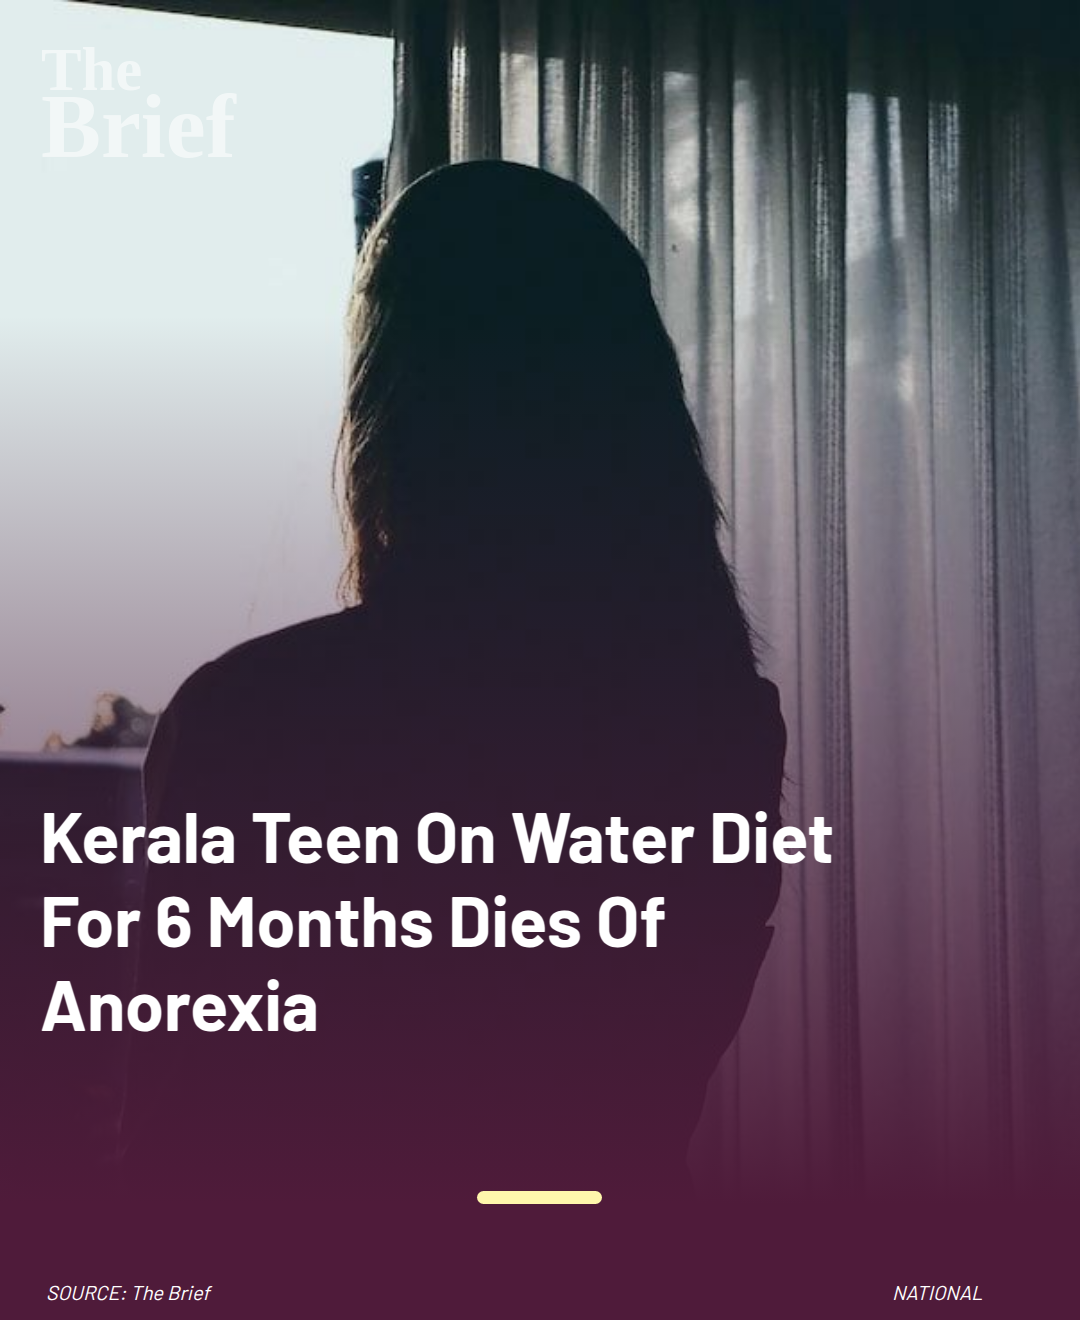 The
Brief
Kerala Teen On Water Diet
For 6 Months Dies Of
Anorexia
SOURCE: The Brief
NATIONAL